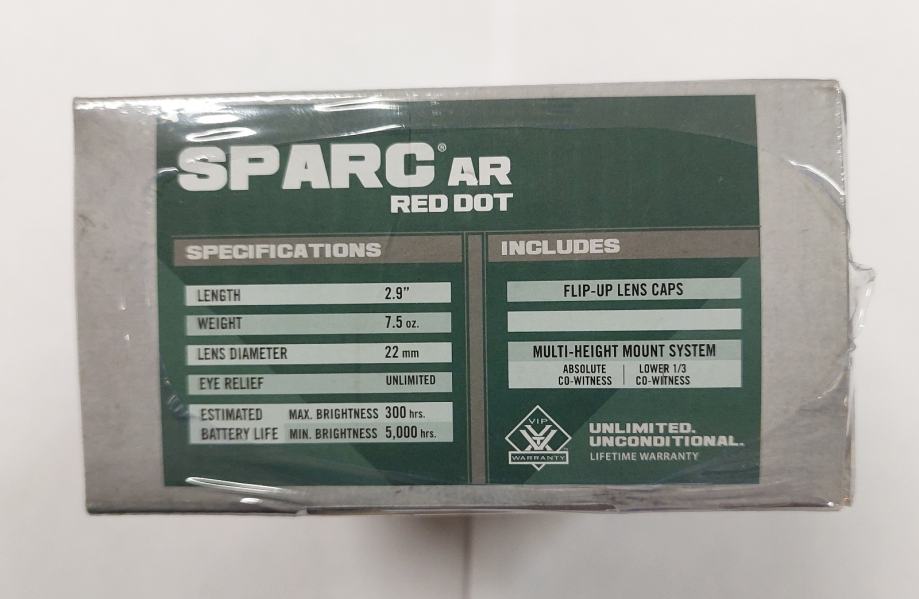 SPARC® AR
RED DOT
SPECIFICATIONS
LENGTH 2.9"
WEIGHT 7.5 oz.
LENS DIAMETER 22 mm
EYE RELIEF UNLIMITED
ESTIMATED BATTERY LIFE
MAX. BRIGHTNESS 300 hrs.
MIN. BRIGHTNESS 5,000 hrs.
INCLUDES
FLIP-UP LENS CAPS
MULTI-HEIGHT MOUNT SYSTEM
ABSOLUTE CO-WITNESS
LOWER 1/3 CO-WITNESS
VIP
WARRANTY
UNLIMITED.
UNCONDITIONAL.
LIFETIME WARRANTY